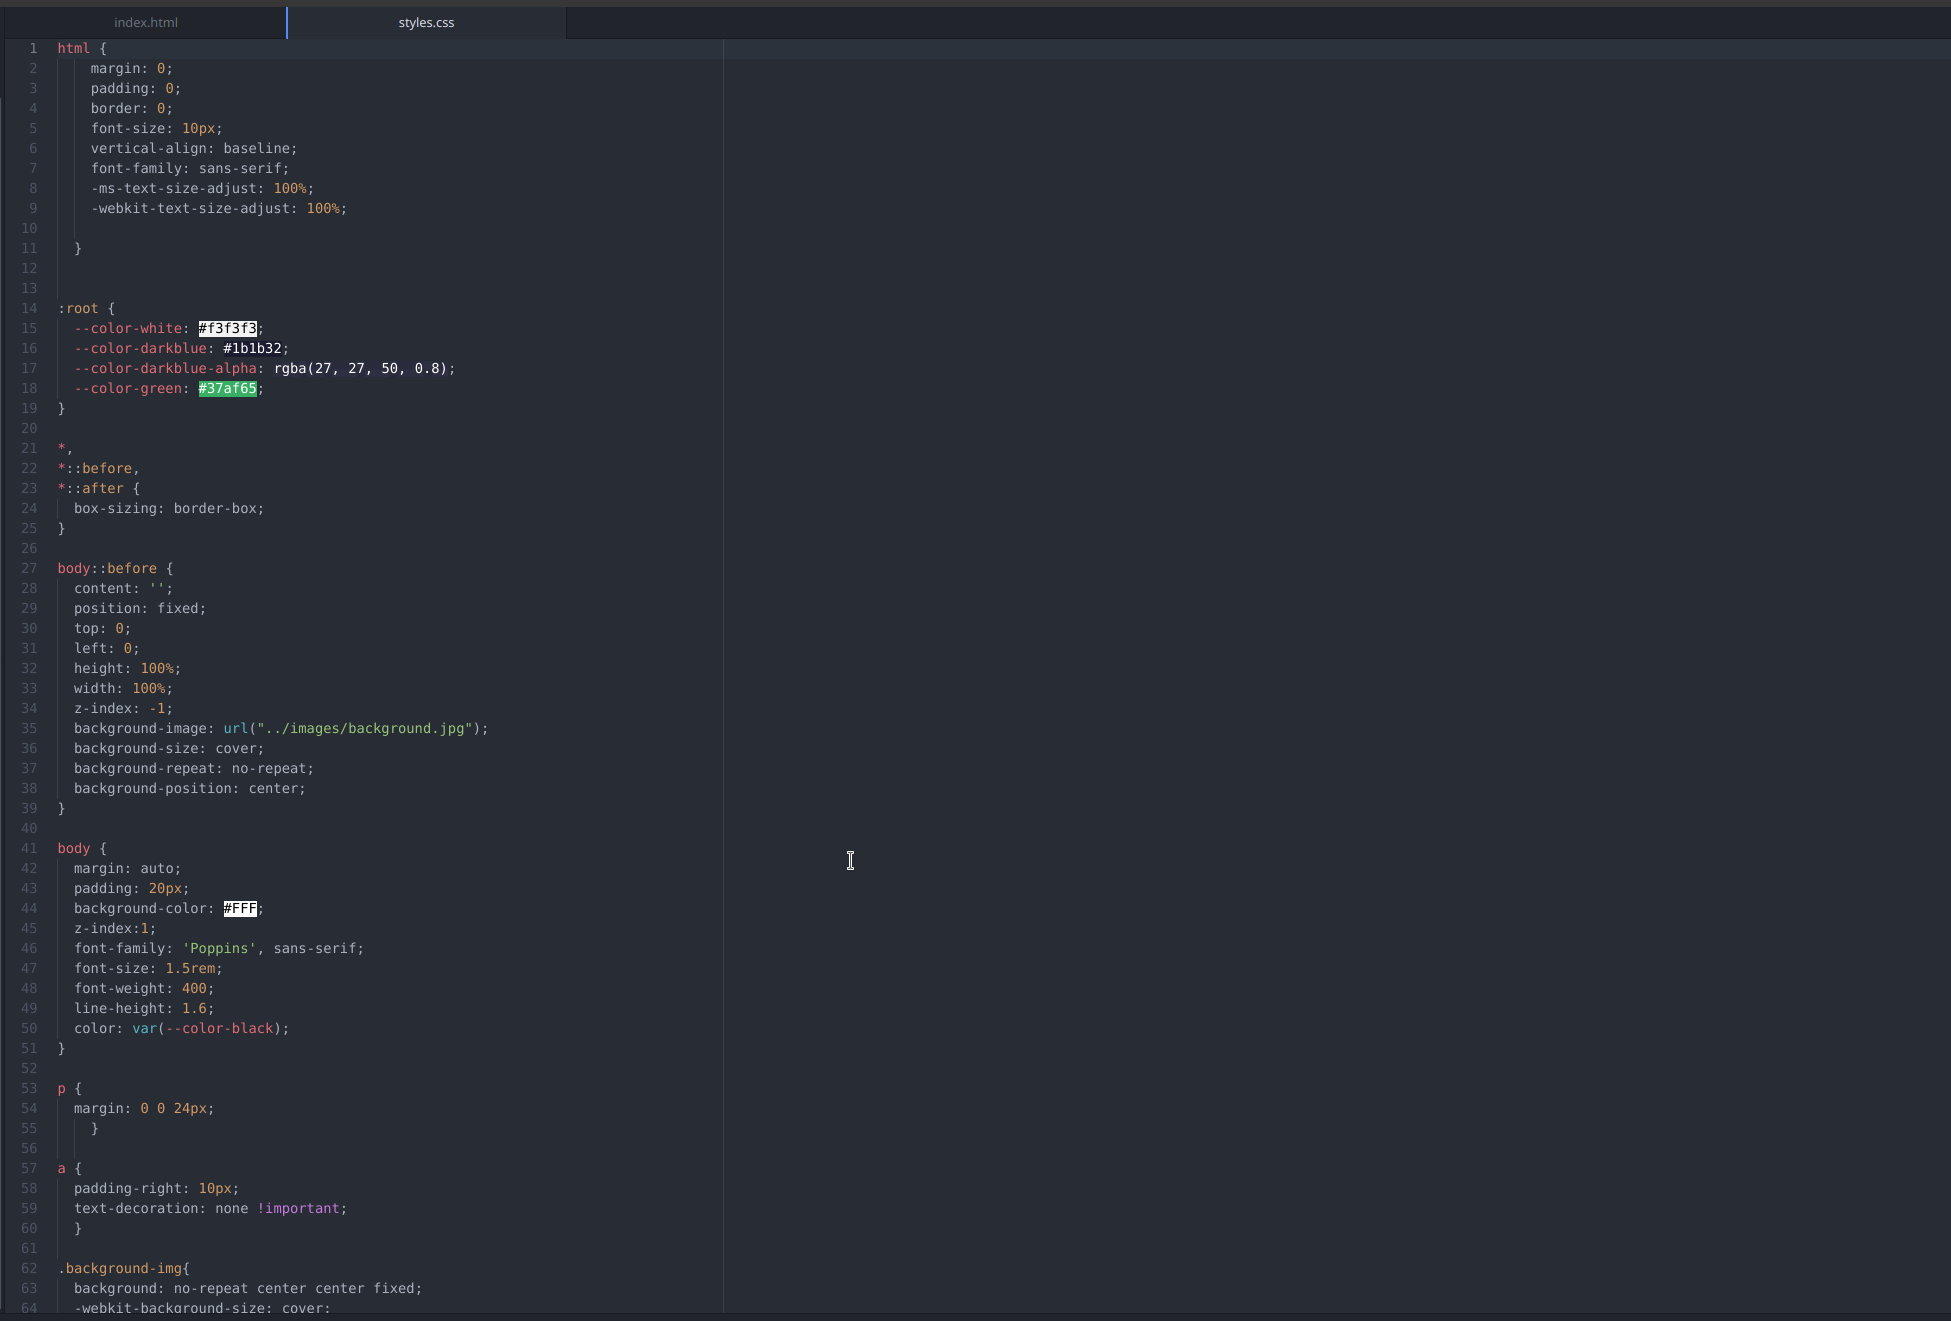 index.html
styles.css
1 html {
2 margin: 0;
3 padding: 0;
4 border: 0;
5 font-size: 10px;
6 vertical-align: baseline;
7 font-family: sans-serif;
8 -ms-text-size-adjust: 100%;
9 -webkit-text-size-adjust: 100%;
10
11 }
12
13
14 :root {
15 --color-white: #f3f3f3;
16 --color-darkblue: #1b1b32;
17 --color-darkblue-alpha: rgba(27, 27, 50, 0.8);
18 --color-green: #37af65;
19 }
20
21 *,
22 *::before,
23 *::after {
24 box-sizing: border-box;
25 }
26
27 body::before {
28 content: '';
29 position: fixed;
30 top: 0;
31 left: 0;
32 height: 100%;
33 width: 100%;
34 z-index: -1;
35 background-image: url("../images/background.jpg");
36 background-size: cover;
37 background-repeat: no-repeat;
38 background-position: center;
39 }
40
41 body {
42 margin: auto;
43 padding: 20px;
44 background-color: #FFF;
45 z-index:1;
46 font-family: 'Poppins', sans-serif;
47 font-size: 1.5rem;
48 font-weight: 400;
49 line-height: 1.6;
50 color: var(--color-black);
51 }
52
53 p {
54 margin: 0 0 24px;
55 }
56
57 a {
58 padding-right: 10px;
59 text-decoration: none !important;
60 }
61
62 .background-img{
63 background: no-repeat center center fixed;
64 -webkit-background-size: cover;